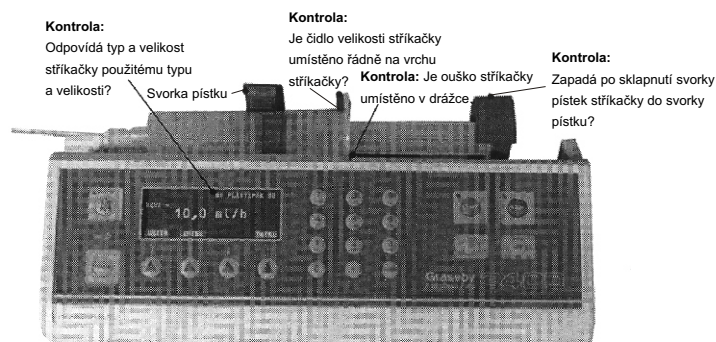 Kontrola:
Odpovídá typ a velikost
stříkačky použitému typu
a velikosti?
Svorka pístku
Kontrola:
Je čidlo velikosti stříkačky
umístěno řádně na vrchu
stříkačky?
Kontrola: Je ouško stříkačky
umístěno v drážce
Kontrola:
Zapadá po sklapnutí svorky
pístek stříkačky do svorky
pístku?
PLASTIPAK
10,0 ml/h
Graseby